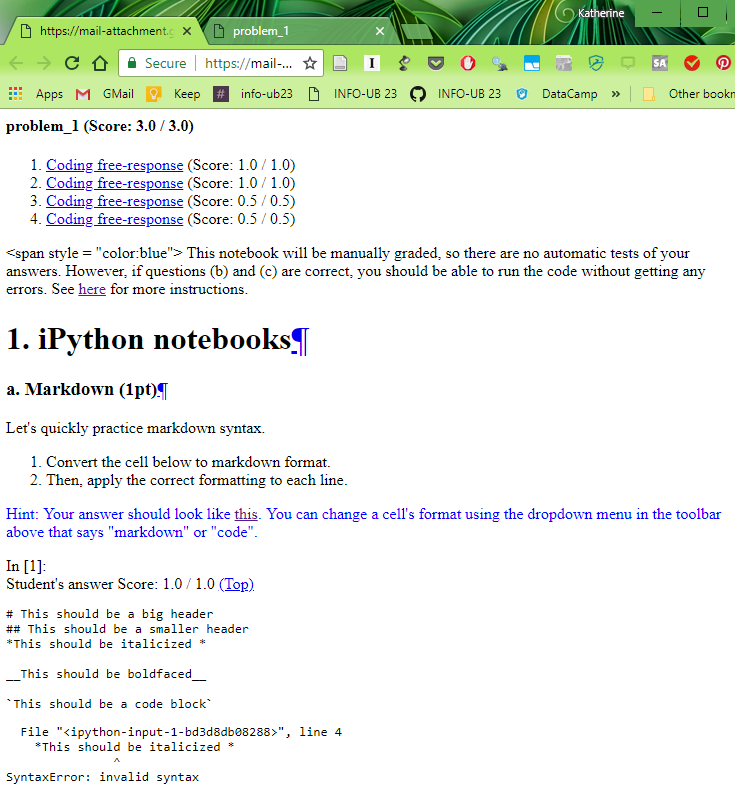 Katherine
https://mail-attachment.g
problem_1
Secure | https://mail-...
Apps GMail Keep # info-ub23 INFO-UB 23 INFO-UB 23 DataCamp » Other bookm
problem_1 (Score: 3.0 / 3.0)
1. Coding free-response (Score: 1.0 / 1.0)
2. Coding free-response (Score: 1.0 / 1.0)
3. Coding free-response (Score: 0.5 / 0.5)
4. Coding free-response (Score: 0.5 / 0.5)
<span style = "color:blue"> This notebook will be manually graded, so there are no automatic tests of your
answers. However, if questions (b) and (c) are correct, you should be able to run the code without getting any
errors. See here for more instructions.
1. iPython notebooks¶
a. Markdown (1pt)¶
Let's quickly practice markdown syntax.
1. Convert the cell below to markdown format.
2. Then, apply the correct formatting to each line.
Hint: Your answer should look like this. You can change a cell's format using the dropdown menu in the toolbar
above that says "markdown" or "code".
In [1]:
Student's answer Score: 1.0 / 1.0 (Top)
# This should be a big header
## This should be a smaller header
*This should be italicized *
__This should be boldfaced__
`This should be a code block`
File "<ipython-input-1-bd3d8db08288>", line 4
*This should be italicized *
^
SyntaxError: invalid syntax